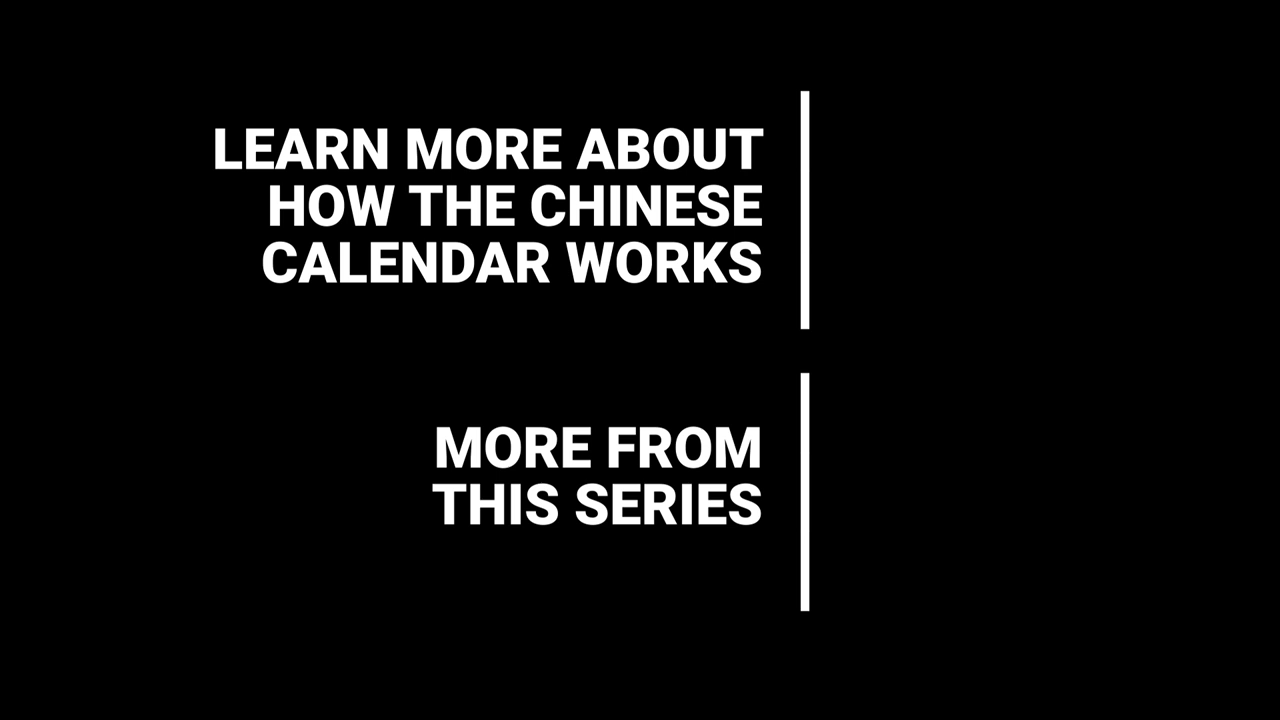 LEARN MORE ABOUT
HOW THE CHINESE
CALENDAR WORKS
MORE FROM
THIS SERIES